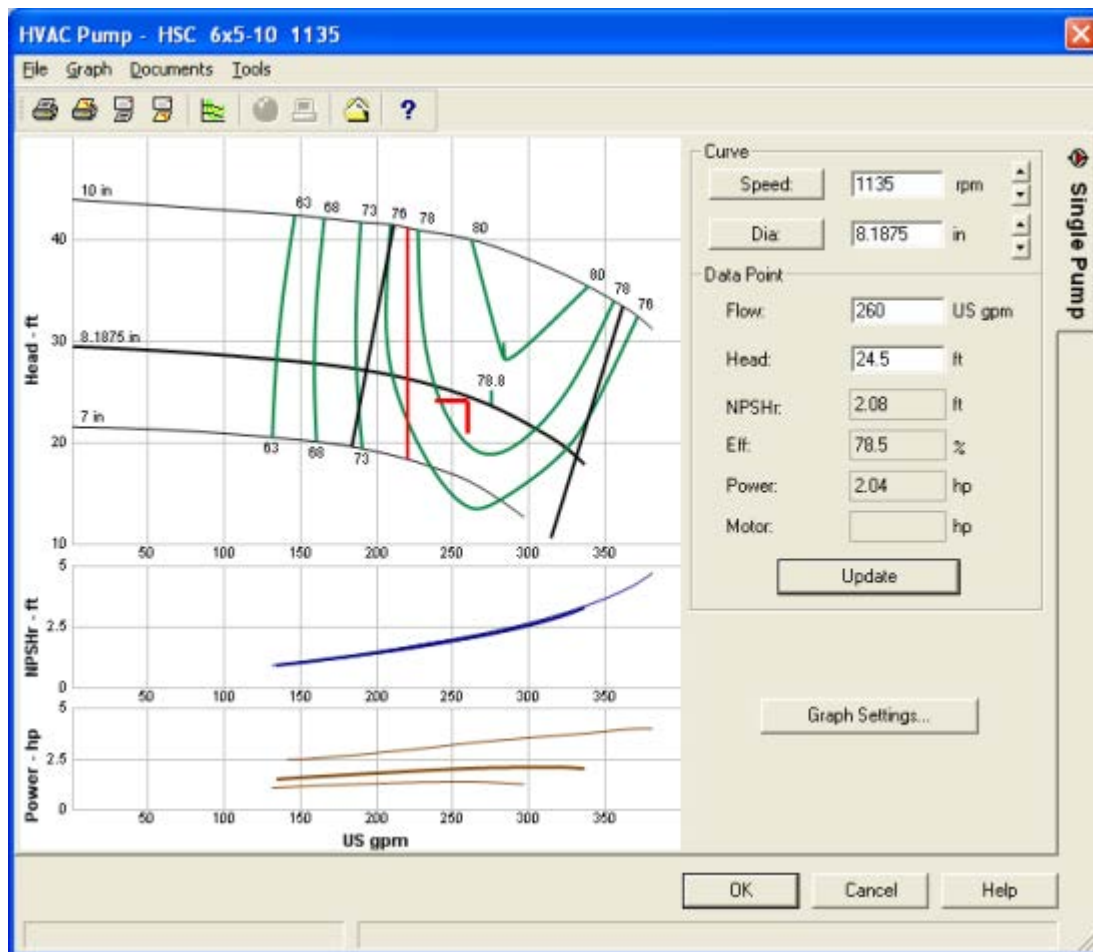 HVAC Pump - HSC 6x5-10 1135
File Graph Documents Tools
?
10 in
63 68 73 76 78 80
80 78 76
40
8.1875 in
30
78.8
7 in
20
63 68 73
10
Head - ft
50 100 150 200 250 300 350
5
2.5
0
NPSHr - ft
50 100 150 200 250 300 350
5
2.5
0
Power - hp
50 100 150 200 250 300 350
US gpm
Curve
Speed: 1135 rpm
Dia: 8.1875 in
Data Point
Flow: 260 US gpm
Head: 24.5 ft
NPSHr: 2.08 ft
Eff: 78.5 %
Power: 2.04 hp
Motor: hp
Update
Graph Settings...
Single Pump
OK Cancel Help